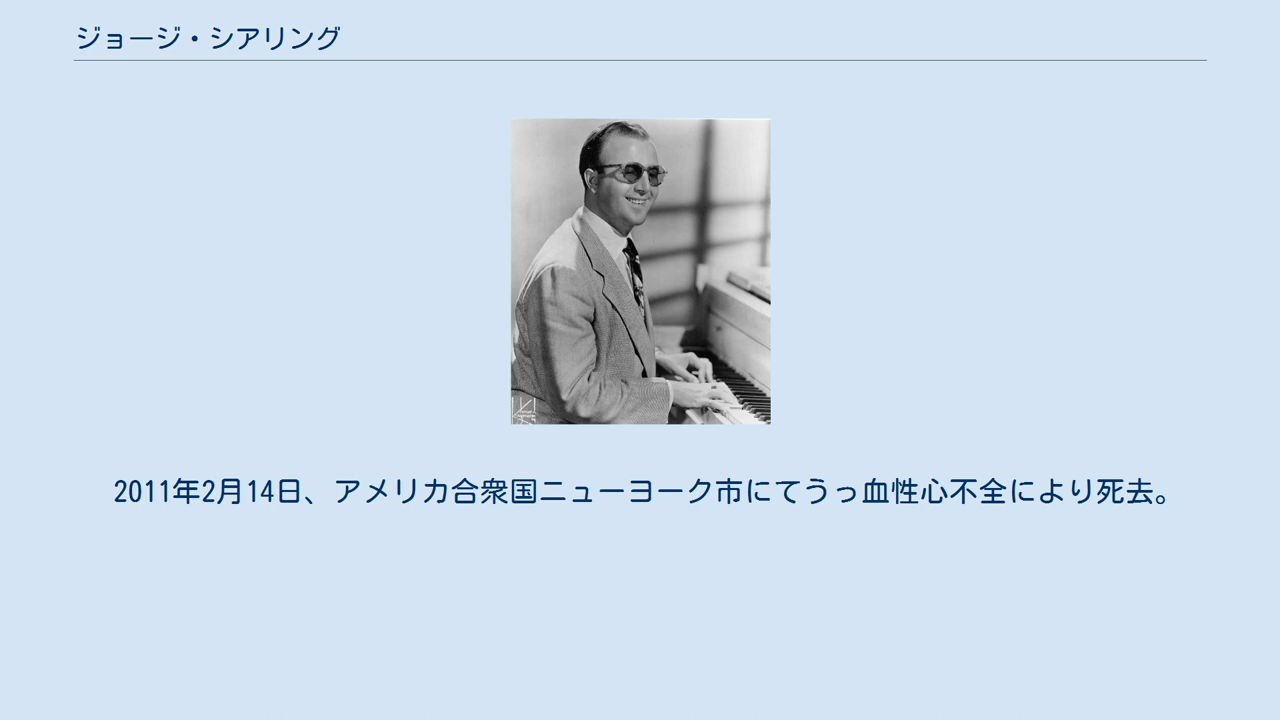 ジョージ・シアリング
2011年2月14日、アメリカ合衆国ニューヨーク市にてうっ血性心不全により死去。